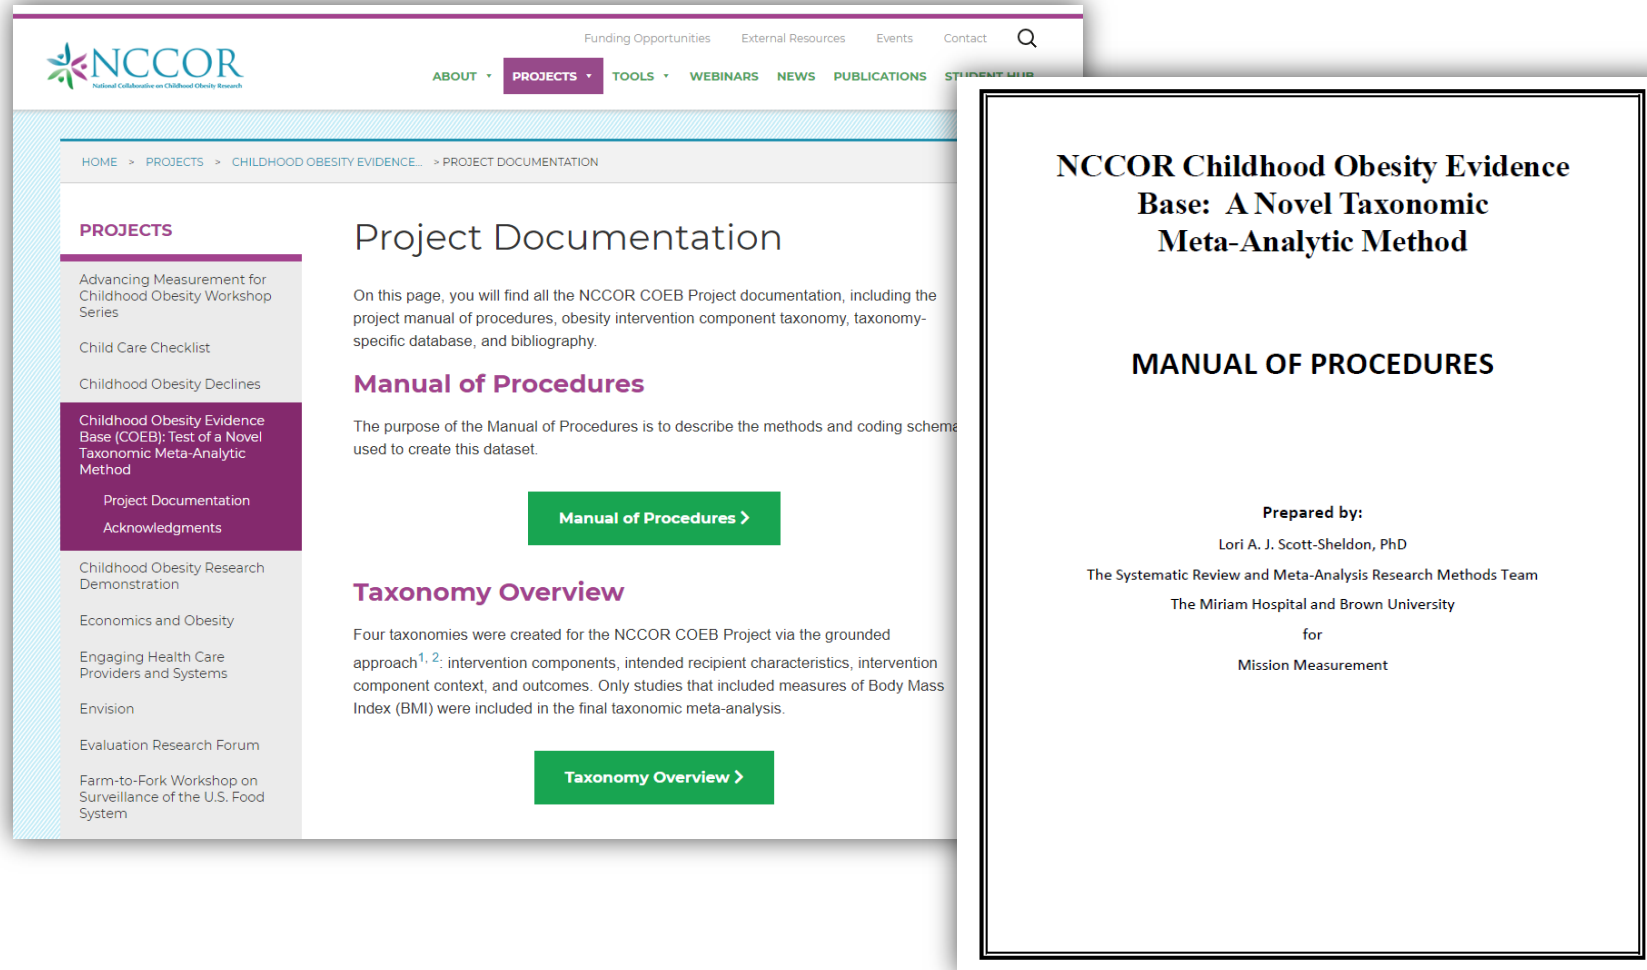 Funding Opportunities External Resources Events Contact
NCCOR
National Collaborative on Childhood Obesity Research
ABOUT PROJECTS TOOLS WEBINARS NEWS PUBLICATIONS STUDENT HUB
HOME > PROJECTS > CHILDHOOD OBESITY EVIDENCE... > PROJECT DOCUMENTATION
PROJECTS
Advancing Measurement for
Childhood Obesity Workshop
Series
Child Care Checklist
Childhood Obesity Declines
Childhood Obesity Evidence
Base (COEB): Test of a Novel
Taxonomic Meta-Analytic
Method
Project Documentation
Acknowledgments
Childhood Obesity Research
Demonstration
Economics and Obesity
Engaging Health Care
Providers and Systems
Envision
Evaluation Research Forum
Farm-to-Fork Workshop on
Surveillance of the U.S. Food
System
Project Documentation
On this page, you will find all the NCCOR COEB Project documentation, including the
project manual of procedures, obesity intervention component taxonomy, taxonomy-
specific database, and bibliography.
Manual of Procedures
The purpose of the Manual of Procedures is to describe the methods and coding schema
used to create this dataset.
Manual of Procedures >
Taxonomy Overview
Four taxonomies were created for the NCCOR COEB Project via the grounded
approach1, 2: intervention components, intended recipient characteristics, intervention
component context, and outcomes. Only studies that included measures of Body Mass
Index (BMI) were included in the final taxonomic meta-analysis.
Taxonomy Overview >
NCCOR Childhood Obesity Evidence
Base: A Novel Taxonomic
Meta-Analytic Method
MANUAL OF PROCEDURES
Prepared by:
Lori A. J. Scott-Sheldon, PhD
The Systematic Review and Meta-Analysis Research Methods Team
The Miriam Hospital and Brown University
for
Mission Measurement